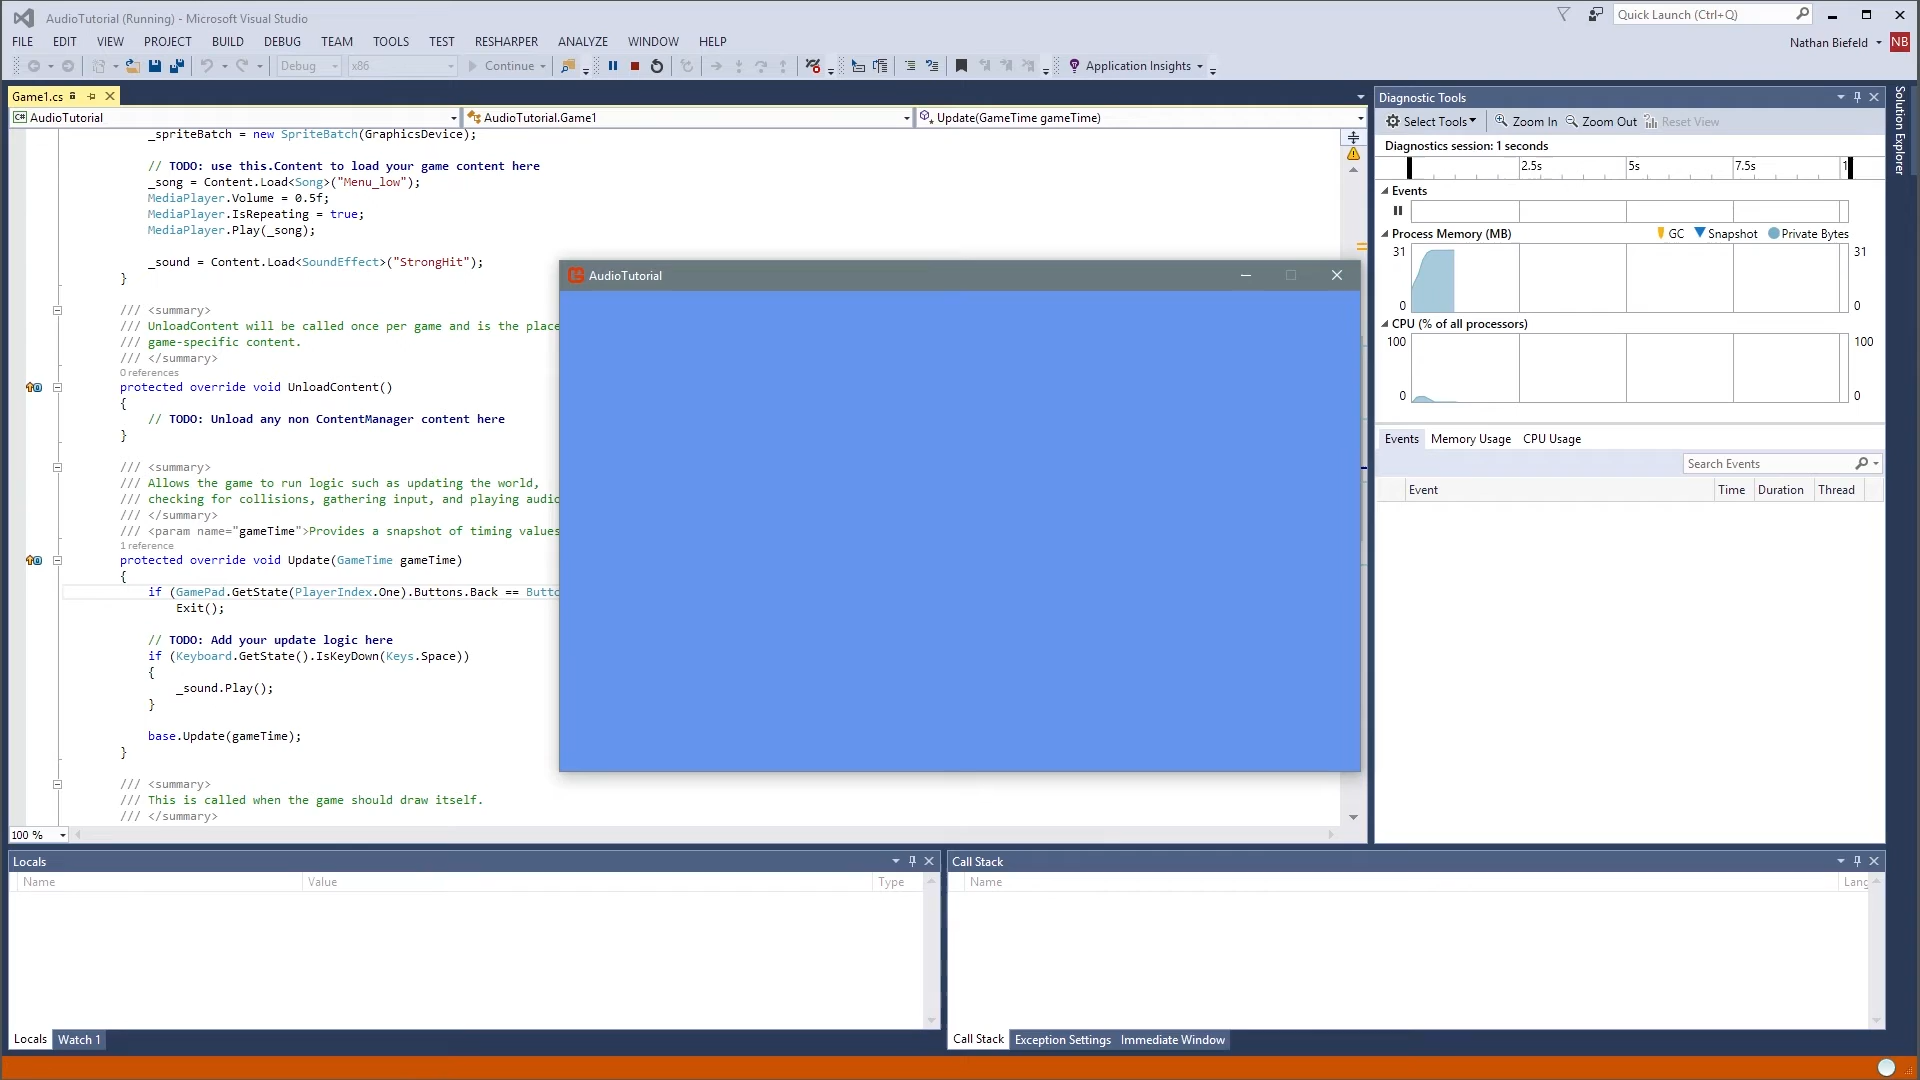 AudioTutorial (Running) - Microsoft Visual Studio
Quick Launch (Ctrl+Q)
FILE EDIT VIEW PROJECT BUILD DEBUG TEAM TOOLS TEST RESHARPER ANALYZE WINDOW HELP
Nathan Biefeld NB
Debug x86 Continue Application Insights
Game1.cs
C# AudioTutorial AudioTutorial.Game1 Update(GameTime gameTime)
_spriteBatch = new SpriteBatch(GraphicsDevice);
// TODO: use this.Content to load your game content here
_song = Content.Load<Song>("Menu_low");
MediaPlayer.Volume = 0.5f;
MediaPlayer.IsRepeating = true;
MediaPlayer.Play(_song);
_sound = Content.Load<SoundEffect>("StrongHit");
}
/// <summary>
/// UnloadContent will be called once per game and is the place
/// game-specific content.
/// </summary>
0 references
protected override void UnloadContent()
{
// TODO: Unload any non ContentManager content here
}
/// <summary>
/// Allows the game to run logic such as updating the world,
/// checking for collisions, gathering input, and playing audio
/// </summary>
/// <param name="gameTime">Provides a snapshot of timing values
1 reference
protected override void Update(GameTime gameTime)
{
if (GamePad.GetState(PlayerIndex.One).Buttons.Back == Butto
Exit();
// TODO: Add your update logic here
if (Keyboard.GetState().IsKeyDown(Keys.Space))
{
_sound.Play();
}
base.Update(gameTime);
}
/// <summary>
/// This is called when the game should draw itself.
/// </summary>
100 %
AudioTutorial
Diagnostic Tools
Select Tools Zoom In Zoom Out Reset View
Diagnostics session: 1 seconds
2.5s 5s 7.5s 1
Events
Process Memory (MB) GC Snapshot Private Bytes
31 31
0 0
CPU (% of all processors)
100 100
0 0
Events Memory Usage CPU Usage
Search Events
Event Time Duration Thread
Solution Explorer
Locals
Name Value Type
Locals Watch 1
Call Stack
Name Lang
Call Stack Exception Settings Immediate Window